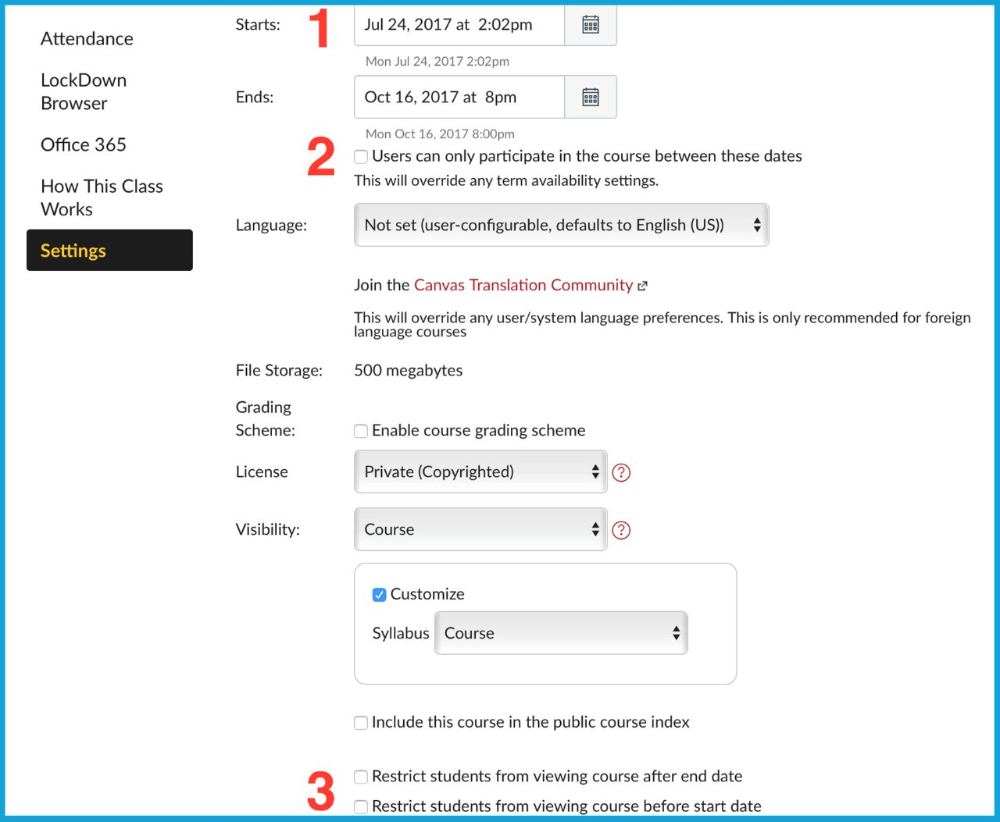 Attendance
LockDown
Browser
Office 365
How This Class
Works
Settings
Starts:
1
Jul 24, 2017 at  2:02pm
Mon Jul 24, 2017 2:02pm
Ends:
Oct 16, 2017 at  8pm
Mon Oct 16, 2017 8:00pm
2
Users can only participate in the course between these dates
This will override any term availability settings.
Language:
Not set (user-configurable, defaults to English (US))
Join the Canvas Translation Community
This will override any user/system language preferences. This is only recommended for foreign
language courses
File Storage:
500 megabytes
Grading
Scheme:
Enable course grading scheme
License
Private (Copyrighted)
?
Visibility:
Course
?
Customize
Syllabus
Course
Include this course in the public course index
3
Restrict students from viewing course after end date
Restrict students from viewing course before start date